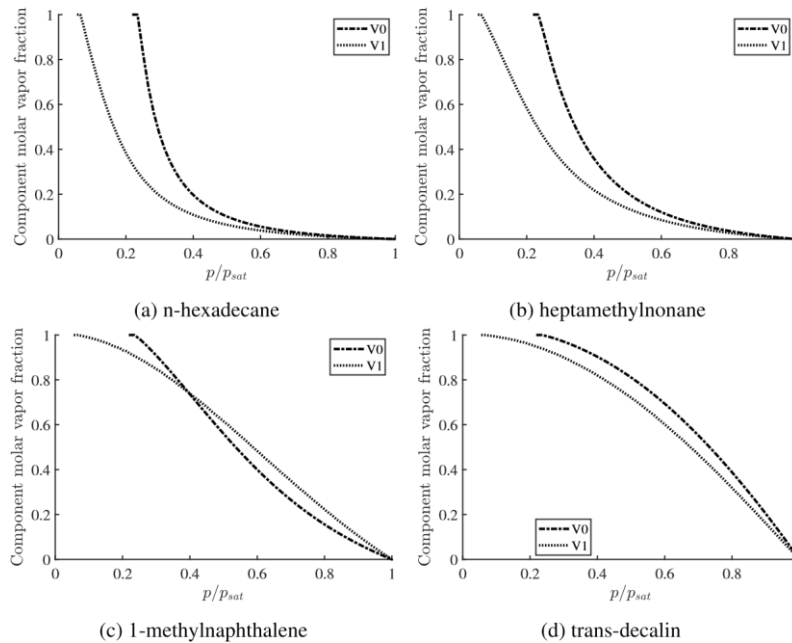 Component molar vapor fraction
1
0.8
0.6
0.4
0.2
0
0 0.2 0.4 0.6 0.8 1
p/p_sat
V0
V1
(a) n-hexadecane
Component molar vapor fraction
1
0.8
0.6
0.4
0.2
0
0 0.2 0.4 0.6 0.8
p/p_sat
V0
V1
(b) heptamethylnonane
Component molar vapor fraction
1
0.8
0.6
0.4
0.2
0
0 0.2 0.4 0.6 0.8 1
p/p_sat
V0
V1
(c) 1-methylnaphthalene
Component molar vapor fraction
1
0.8
0.6
0.4
0.2
0
0 0.2 0.4 0.6 0.8
p/p_sat
V0
V1
(d) trans-decalin